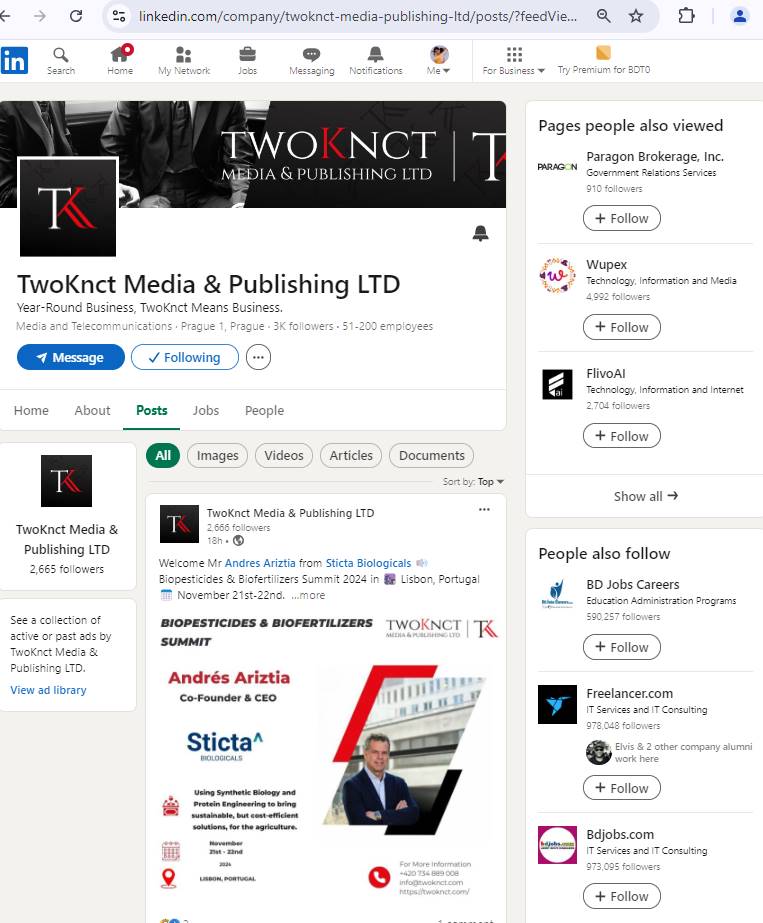 linkedin.com/company/twoknct-media-publishing-ltd/posts/?feedVie...
in
Search
Home
My Network
Jobs
Messaging
Notifications
Me
For Business
Try Premium for BDT0
TWOKNCT
MEDIA & PUBLISHING LTD
TK
TwoKnct Media & Publishing LTD
Year-Round Business, TwoKnct Means Business.
Media and Telecommunications · Prague 1, Prague · 3K followers · 51-200 employees
Message
Following
Home
About
Posts
Jobs
People
TK
TwoKnct Media &
Publishing LTD
2,665 followers
See a collection of
active or past ads by
TwoKnct Media &
Publishing LTD.
View ad library
All
Images
Videos
Articles
Documents
Sort by: Top
TK
TwoKnct Media & Publishing LTD
2,666 followers
18h •
Welcome Mr Andres Ariztia from Sticta Biologicals
Biopesticides & Biofertilizers Summit 2024 in Lisbon, Portugal
November 21st-22nd. ...more
BIOPESTICIDES & BIOFERTILIZERS
SUMMIT
TWOKNCT
MEDIA & PUBLISHING LTD
TK
Andrés Ariztia
Co-Founder & CEO
Sticta^
BIOLOGICALS
Using Synthetic Biology and
Protein Engineering to bring
sustainable, but cost-efficient
solutions, for the agriculture.
November
21st - 22nd
2024
LISBON, PORTUGAL
For More Information
+420 734 889 008
info@twoknct.com
https://twoknct.com/
1 comment
Pages people also viewed
PARAGON
Paragon Brokerage, Inc.
Government Relations Services
910 followers
+ Follow
w
Wupex
Technology, Information and Media
4,992 followers
+ Follow
ai
FlivoAI
Technology, Information and Internet
2,704 followers
+ Follow
Show all →
People also follow
BD Jobs Careers
Education Administration Programs
590,257 followers
+ Follow
Freelancer.com
IT Services and IT Consulting
978,048 followers
Elvis & 2 other company alumni
work here
+ Follow
bdjobs.com
Bdjobs.com
IT Services and IT Consulting
973,095 followers
+ Follow